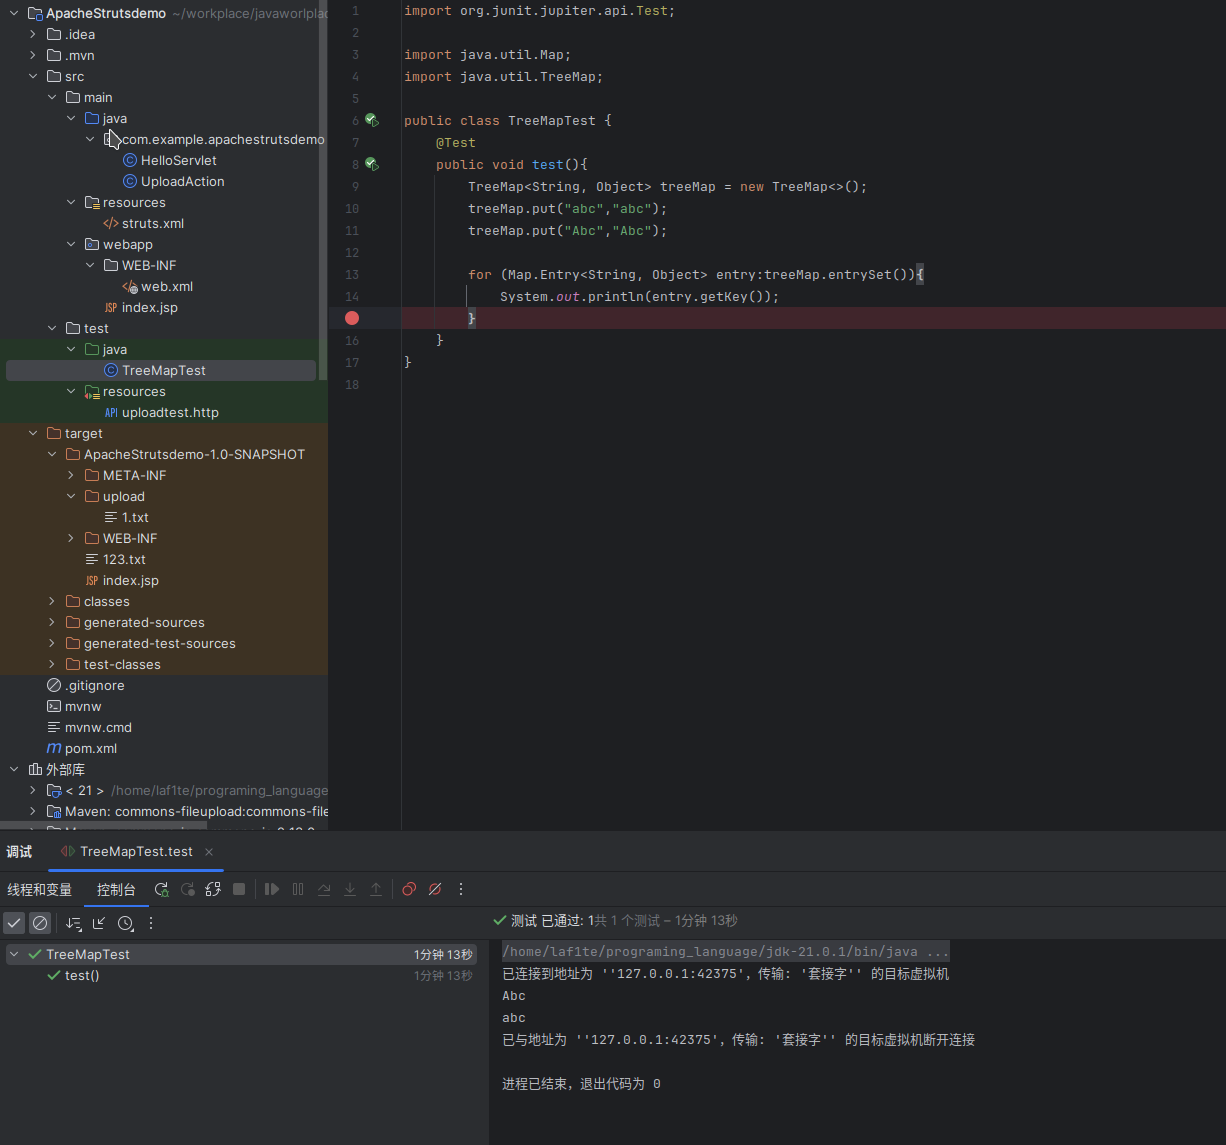 ApacheStrutsdemo ~/workplace/javaworlplac
.idea
.mvn
src
main
java
com.example.apachestrutsdemo
HelloServlet
UploadAction
resources
struts.xml
webapp
WEB-INF
web.xml
JSP index.jsp
test
java
TreeMapTest
resources
API uploadtest.http
target
ApacheStrutsdemo-1.0-SNAPSHOT
META-INF
upload
1.txt
WEB-INF
123.txt
JSP index.jsp
classes
generated-sources
generated-test-sources
test-classes
.gitignore
mvnw
mvnw.cmd
m pom.xml
外部库
< 21 > /home/laf1te/programing_language
Maven: commons-fileupload:commons-file
1 import org.junit.jupiter.api.Test;
2
3 import java.util.Map;
4 import java.util.TreeMap;
5
6 public class TreeMapTest {
7 @Test
8 public void test(){
9 TreeMap<String, Object> treeMap = new TreeMap<>();
10 treeMap.put("abc","abc");
11 treeMap.put("Abc","Abc");
12
13 for (Map.Entry<String, Object> entry:treeMap.entrySet()){
14 System.out.println(entry.getKey());
}
16 }
17 }
18
调试 TreeMapTest.test
线程和变量 控制台
测试 已通过: 1共 1 个测试 – 1分钟 13秒
TreeMapTest 1分钟 13秒
test() 1分钟 13秒
/home/laf1te/programing_language/jdk-21.0.1/bin/java ...
已连接到地址为 ''127.0.0.1:42375'，传输: '套接字'' 的目标虚拟机
Abc
abc
已与地址为 ''127.0.0.1:42375'，传输: '套接字'' 的目标虚拟机断开连接
进程已结束，退出代码为 0